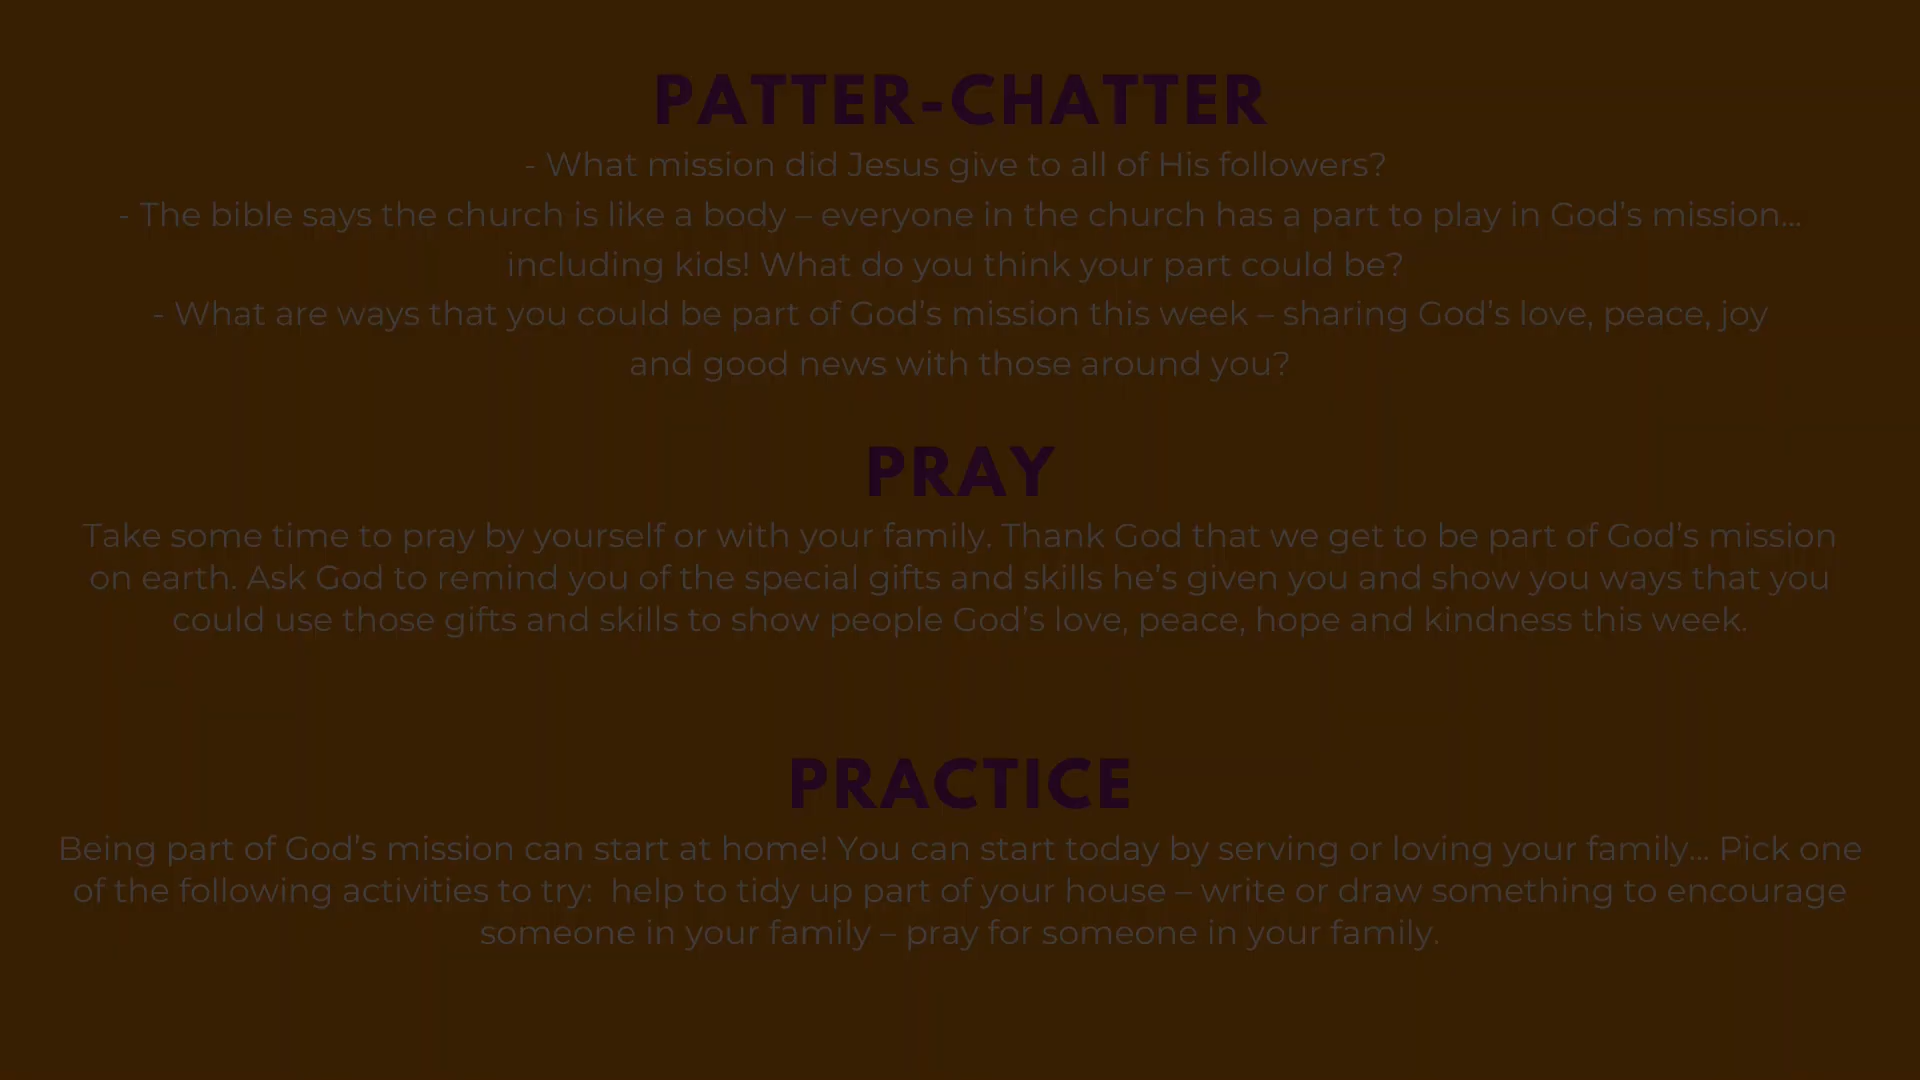 PATTER-CHATTER
- What mission did Jesus give to all of His followers?
- The bible says the church is like a body – everyone in the church has a part to play in God’s mission...
including kids! What do you think your part could be?
- What are ways that you could be part of God’s mission this week – sharing God’s love, peace, joy
and good news with those around you?
PRAY
Take some time to pray by yourself or with your family. Thank God that we get to be part of God’s mission
on earth. Ask God to remind you of the special gifts and skills he’s given you and show you ways that you
could use those gifts and skills to show people God’s love, peace, hope and kindness this week.
PRACTICE
Being part of God’s mission can start at home! You can start today by serving or loving your family... Pick one
of the following activities to try:  help to tidy up part of your house – write or draw something to encourage
someone in your family – pray for someone in your family.